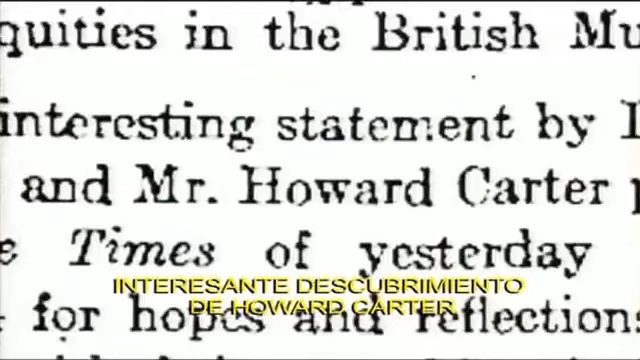 quities in the British Mu
interesting statement by
and Mr. Howard Carter
Times of yesterday
INTERESANTE DESCUBRIMIENTO
DE HOWARD CARTER
for hopes and reflections